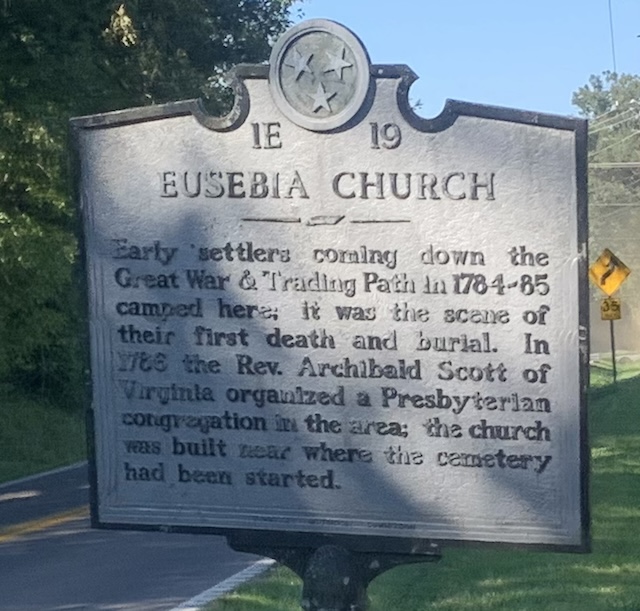 1E 19
EUSEBIA CHURCH
Early settlers coming down the
Great War & Trading Path in 1784-85
camped here; it was the scene of
their first death and burial. In
1786 the Rev. Archibald Scott of
Virginia organized a Presbyterian
congregation in the area; the church
was built near where the cemetery
had been started.
35